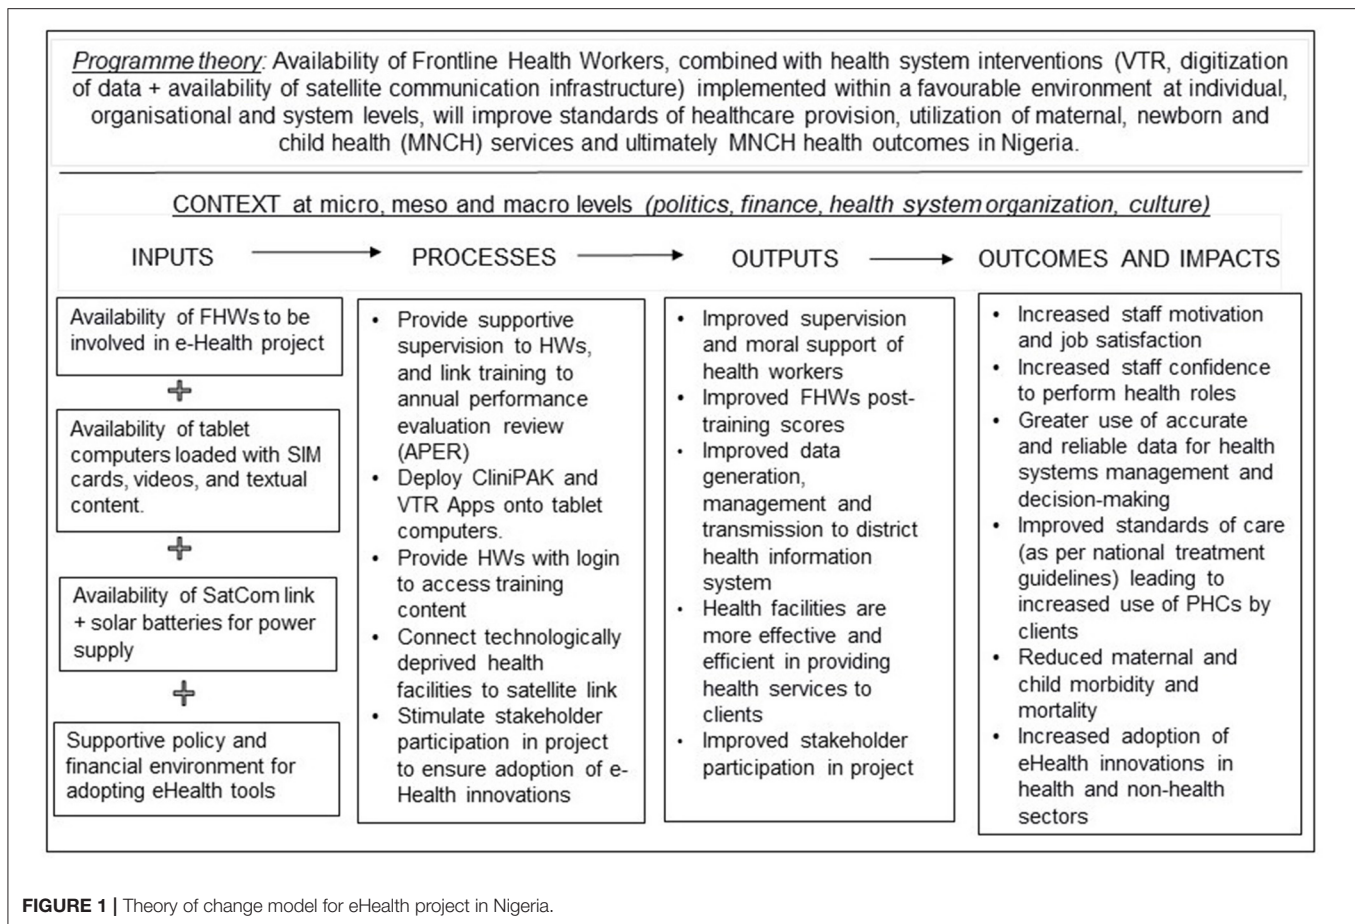 Programme theory: Availability of Frontline Health Workers, combined with health system interventions (VTR, digitization
of data + availability of satellite communication infrastructure) implemented within a favourable environment at individual,
organisational and system levels, will improve standards of healthcare provision, utilization of maternal, newborn and
child health (MNCH) services and ultimately MNCH health outcomes in Nigeria.
CONTEXT at micro, meso and macro levels (politics, finance, health system organization, culture)
INPUTS
PROCESSES
OUTPUTS
OUTCOMES AND IMPACTS
Availability of FHWs to be
involved in e-Health project
+
Availability of tablet
computers loaded with SIM
cards, videos, and textual
content.
+
Availability of SatCom link
+ solar batteries for power
supply
+
Supportive policy and
financial environment for
adopting eHealth tools
• Provide supportive
supervision to HWs,
and link training to
annual performance
evaluation review
(APER)
• Deploy CliniPAK and
VTR Apps onto tablet
computers.
• Provide HWs with login
to access training
content
• Connect technologically
deprived health
facilities to satellite link
• Stimulate stakeholder
participation in project
to ensure adoption of e-
Health innovations
• Improved supervision
and moral support of
health workers
• Improved FHWs post-
training scores
• Improved data
generation,
management and
transmission to district
health information
system
• Health facilities are
more effective and
efficient in providing
health services to
clients
• Improved stakeholder
participation in project
• Increased staff motivation
and job satisfaction
• Increased staff confidence
to perform health roles
• Greater use of accurate
and reliable data for health
systems management and
decision-making
• Improved standards of care
(as per national treatment
guidelines) leading to
increased use of PHCs by
clients
• Reduced maternal and
child morbidity and
mortality
• Increased adoption of
eHealth innovations in
health and non-health
sectors
FIGURE 1 | Theory of change model for eHealth project in Nigeria.